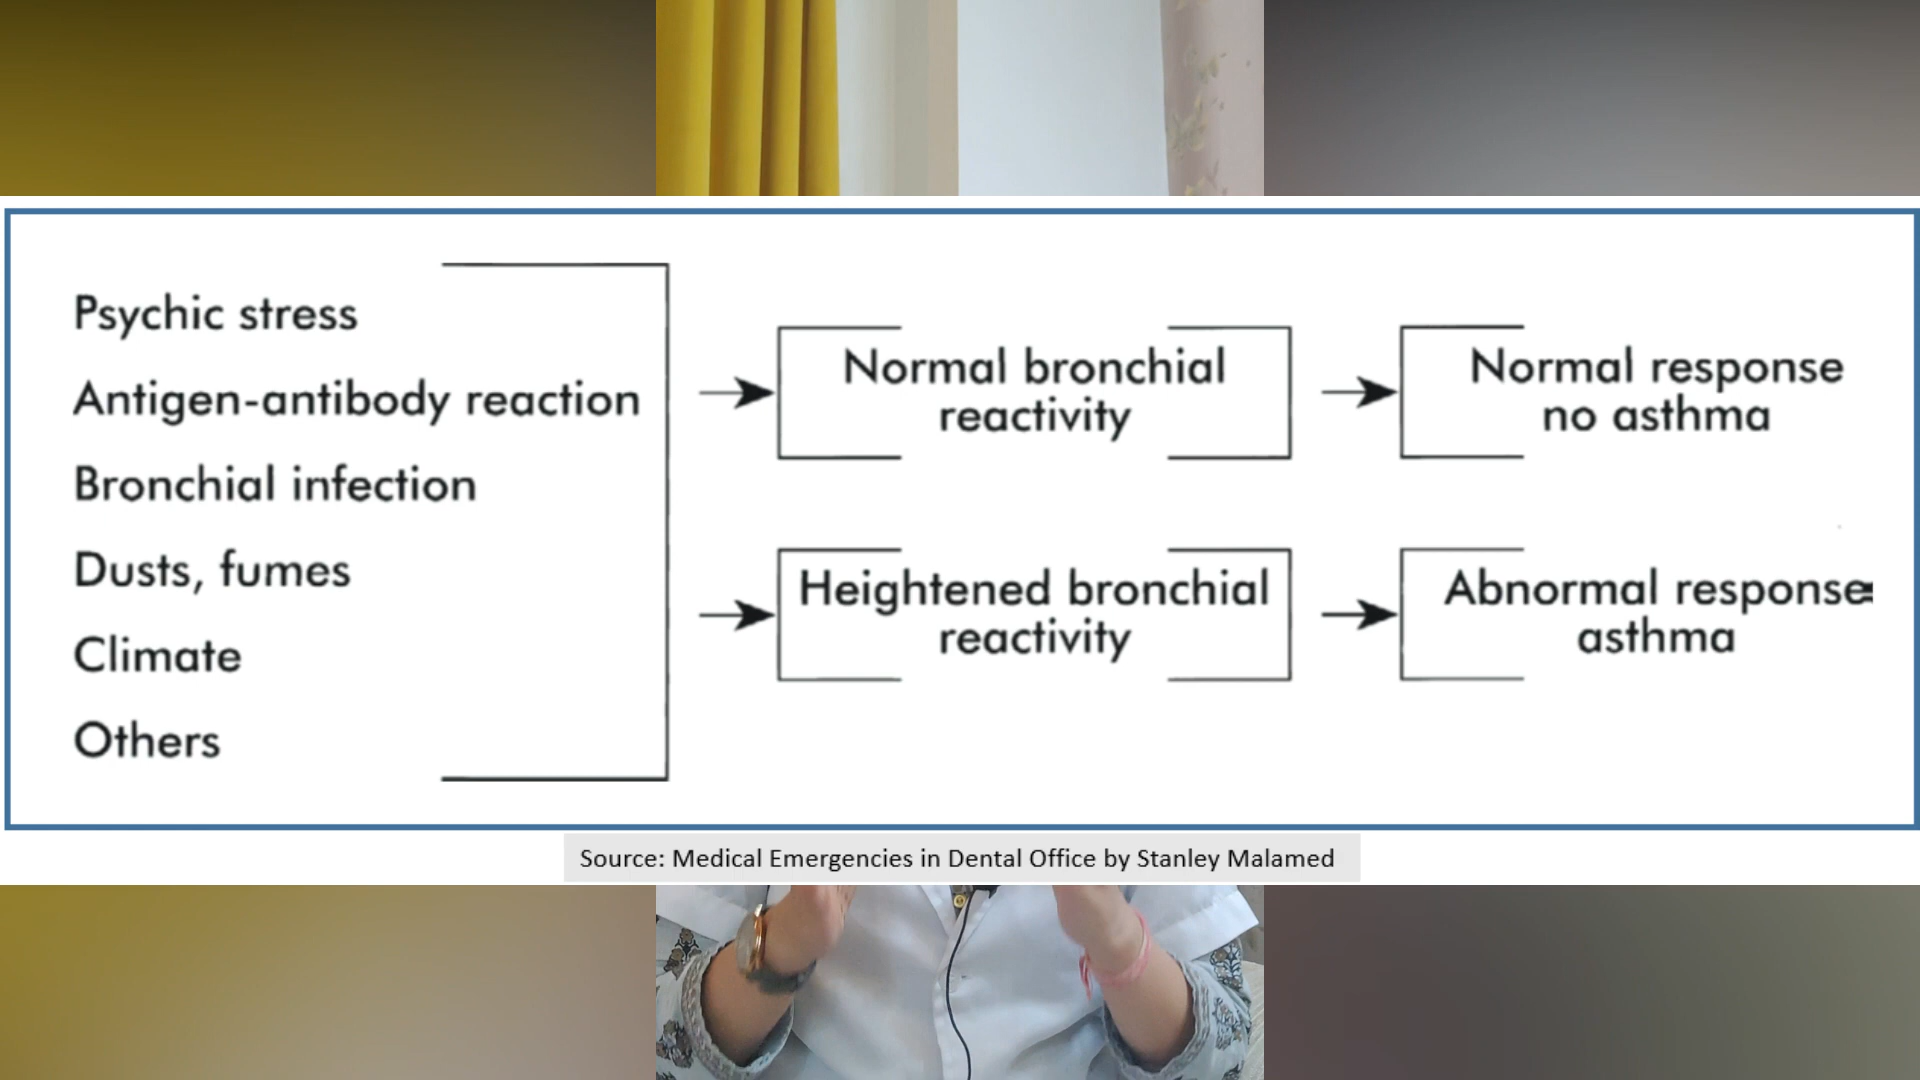 Psychic stress
Antigen-antibody reaction
Bronchial infection
Dusts, fumes
Climate
Others
Normal bronchial
reactivity
Normal response
no asthma
Heightened bronchial
reactivity
Abnormal response
asthma
Source: Medical Emergencies in Dental Office by Stanley Malamed